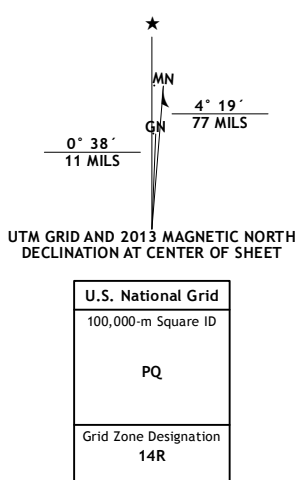 ★
MN
4° 19´
77 MILS
GN
0° 38´
11 MILS
UTM GRID AND 2013 MAGNETIC NORTH
DECLINATION AT CENTER OF SHEET
U.S. National Grid
100,000-m Square ID
PQ
Grid Zone Designation
14R